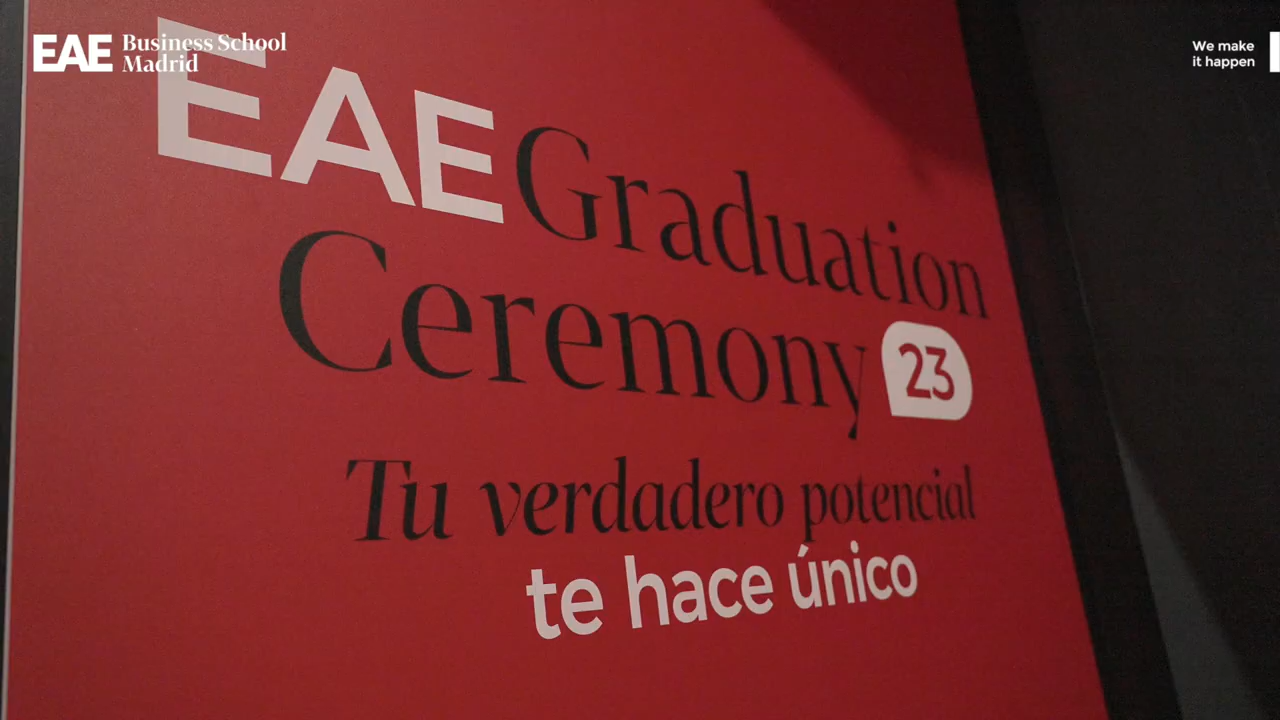 EAE Business School
Madrid
We make
it happen
EAE Graduation
Ceremony 23
Tu verdadero potencial
te hace único